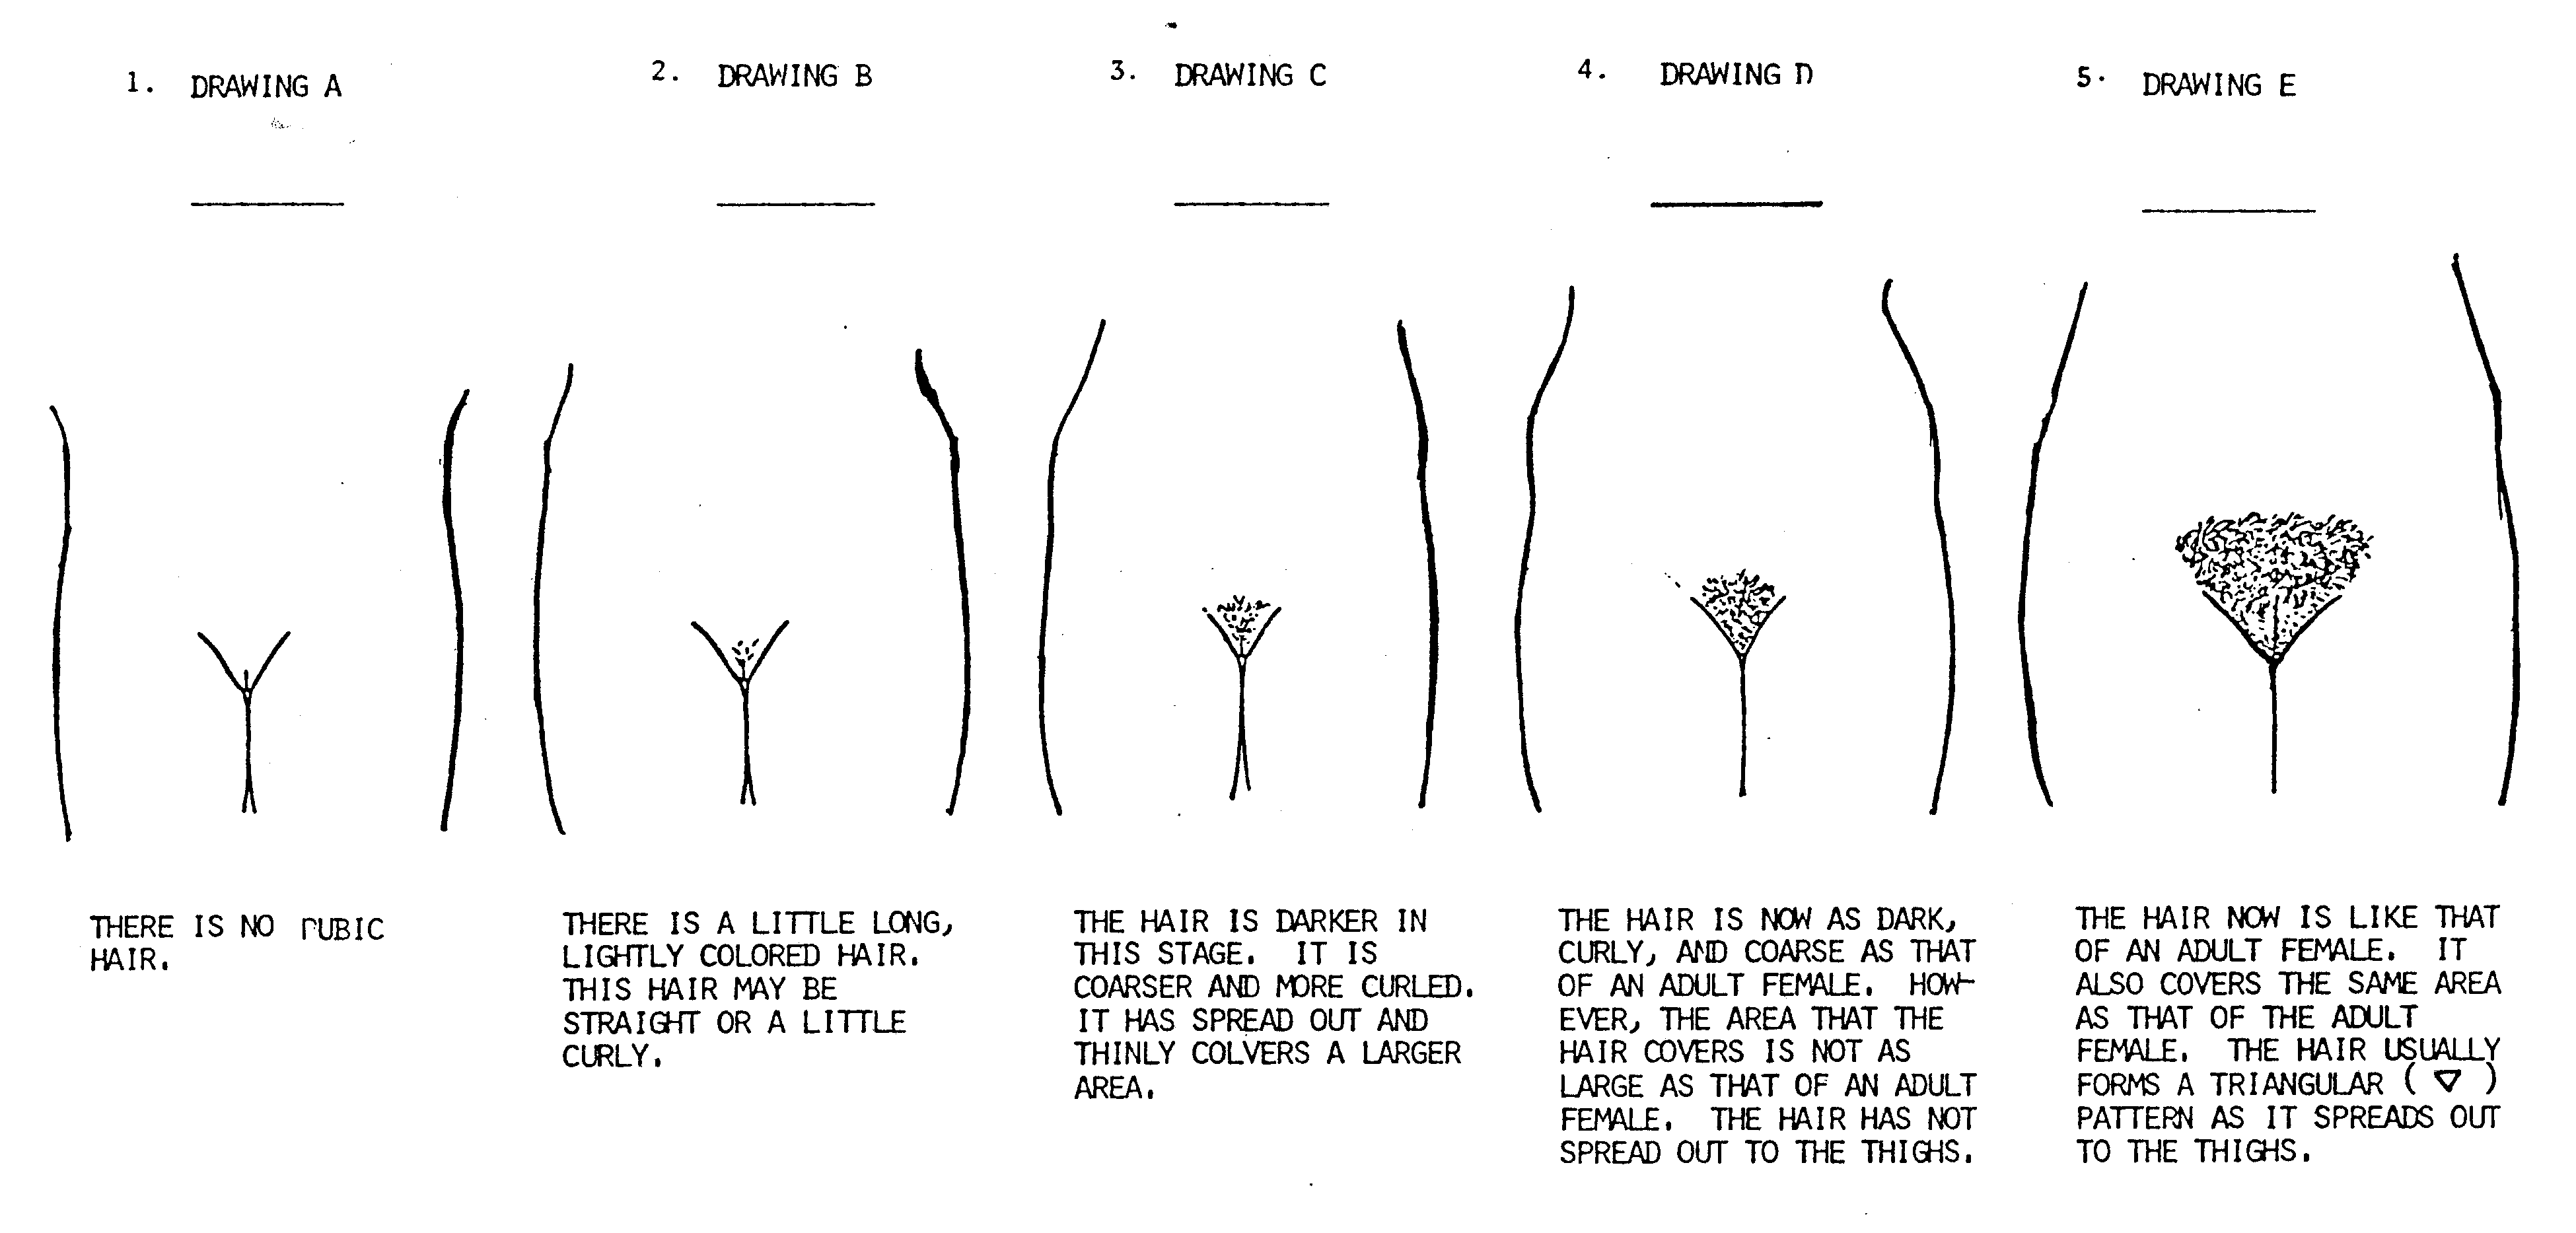 1. DRAWING A
2. DRAWING B
3. DRAWING C
4. DRAWING D
5. DRAWING E
THERE IS NO PUBIC
HAIR.
THERE IS A LITTLE LONG,
LIGHTLY COLORED HAIR.
THIS HAIR MAY BE
STRAIGHT OR A LITTLE
CURLY.
THE HAIR IS DARKER IN
THIS STAGE. IT IS
COARSER AND MORE CURLED.
IT HAS SPREAD OUT AND
THINLY COLVERS A LARGER
AREA.
THE HAIR IS NOW AS DARK,
CURLY, AND COARSE AS THAT
OF AN ADULT FEMALE. HOW-
EVER, THE AREA THAT THE
HAIR COVERS IS NOT AS
LARGE AS THAT OF AN ADULT
FEMALE. THE HAIR HAS NOT
SPREAD OUT TO THE THIGHS.
THE HAIR NOW IS LIKE THAT
OF AN ADULT FEMALE. IT
ALSO COVERS THE SAME AREA
AS THAT OF THE ADULT
FEMALE. THE HAIR USUALLY
FORMS A TRIANGULAR (▽)
PATTERN AS IT SPREADS OUT
TO THE THIGHS.